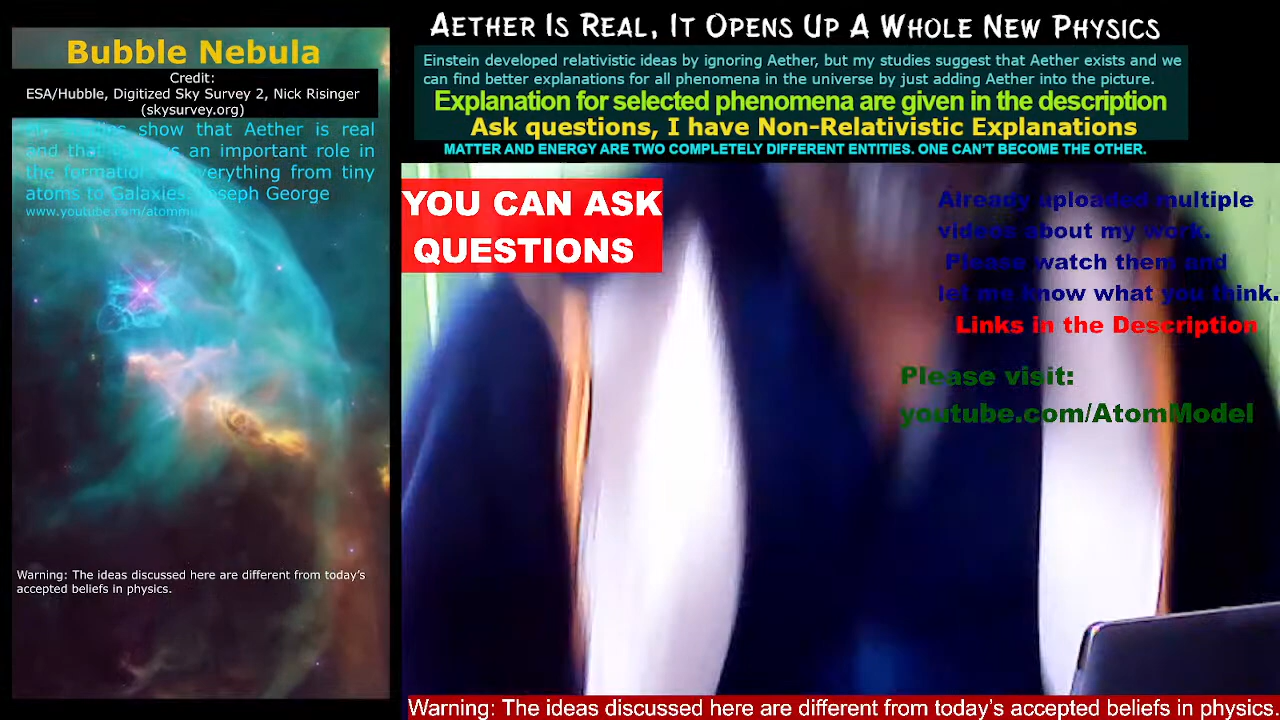 Bubble Nebula
Credit:
ESA/Hubble, Digitized Sky Survey 2, Nick Risinger
(skysurvey.org)
show that Aether is real
and that an important role in
the formation everything from tiny
atoms to Galaxies. Joseph George
Warning: The ideas discussed here are different from today's
accepted beliefs in physics.
AETHER IS REAL, IT OPENS UP A WHOLE NEW PHYSICS
Einstein developed relativistic ideas by ignoring Aether, but my studies suggest that Aether exists and we
can find better explanations for all phenomena in the universe by just adding Aether into the picture.
Explanation for selected phenomena are given in the description
Ask questions, I have Non-Relativistic Explanations
MATTER AND ENERGY ARE TWO COMPLETELY DIFFERENT ENTITIES. ONE CAN'T BECOME THE OTHER.
YOU CAN ASK
QUESTIONS
Already uploaded multiple
videos about my work.
Please watch them and
let me know what you think.
Links in the Description
Please visit:
youtube.com/AtomModel
Warning: The ideas discussed here are different from today's accepted beliefs in physics.